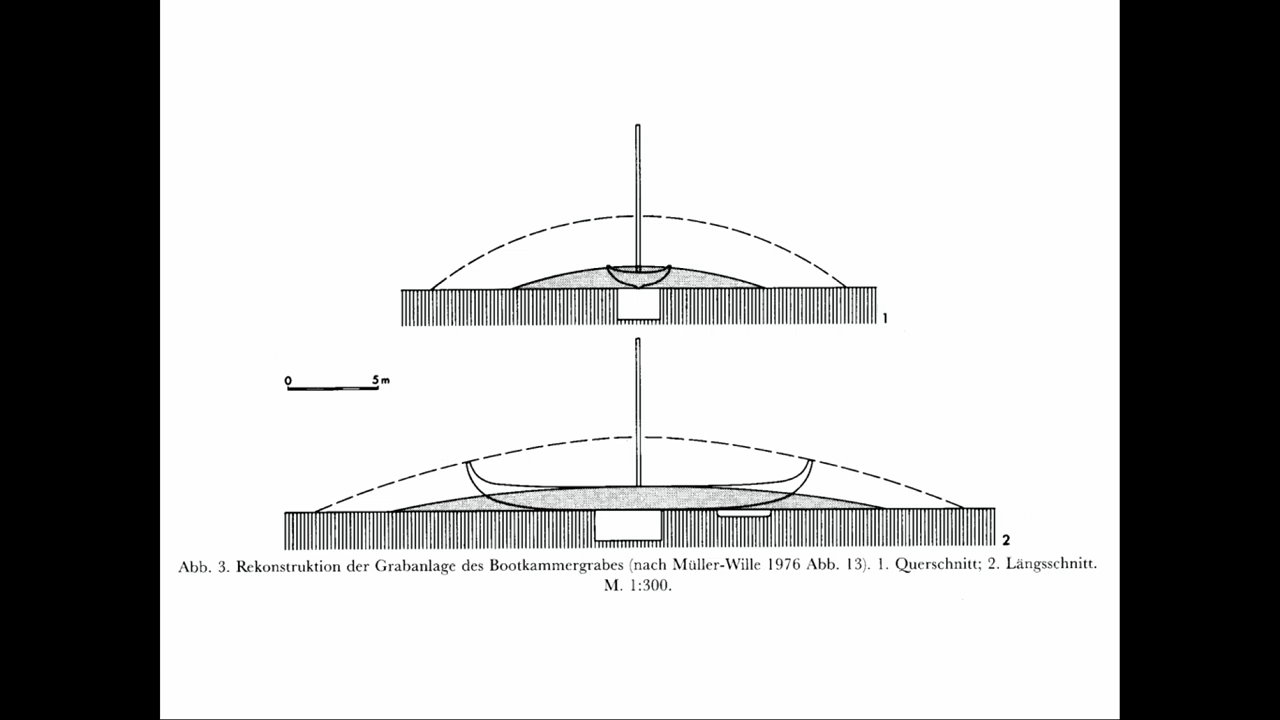 1
0 5 m
2
Abb. 3. Rekonstruktion der Grabanlage des Bootkammergrabes (nach Müller-Wille 1976 Abb. 13). 1. Querschnitt; 2. Längsschnitt.
M. 1:300.